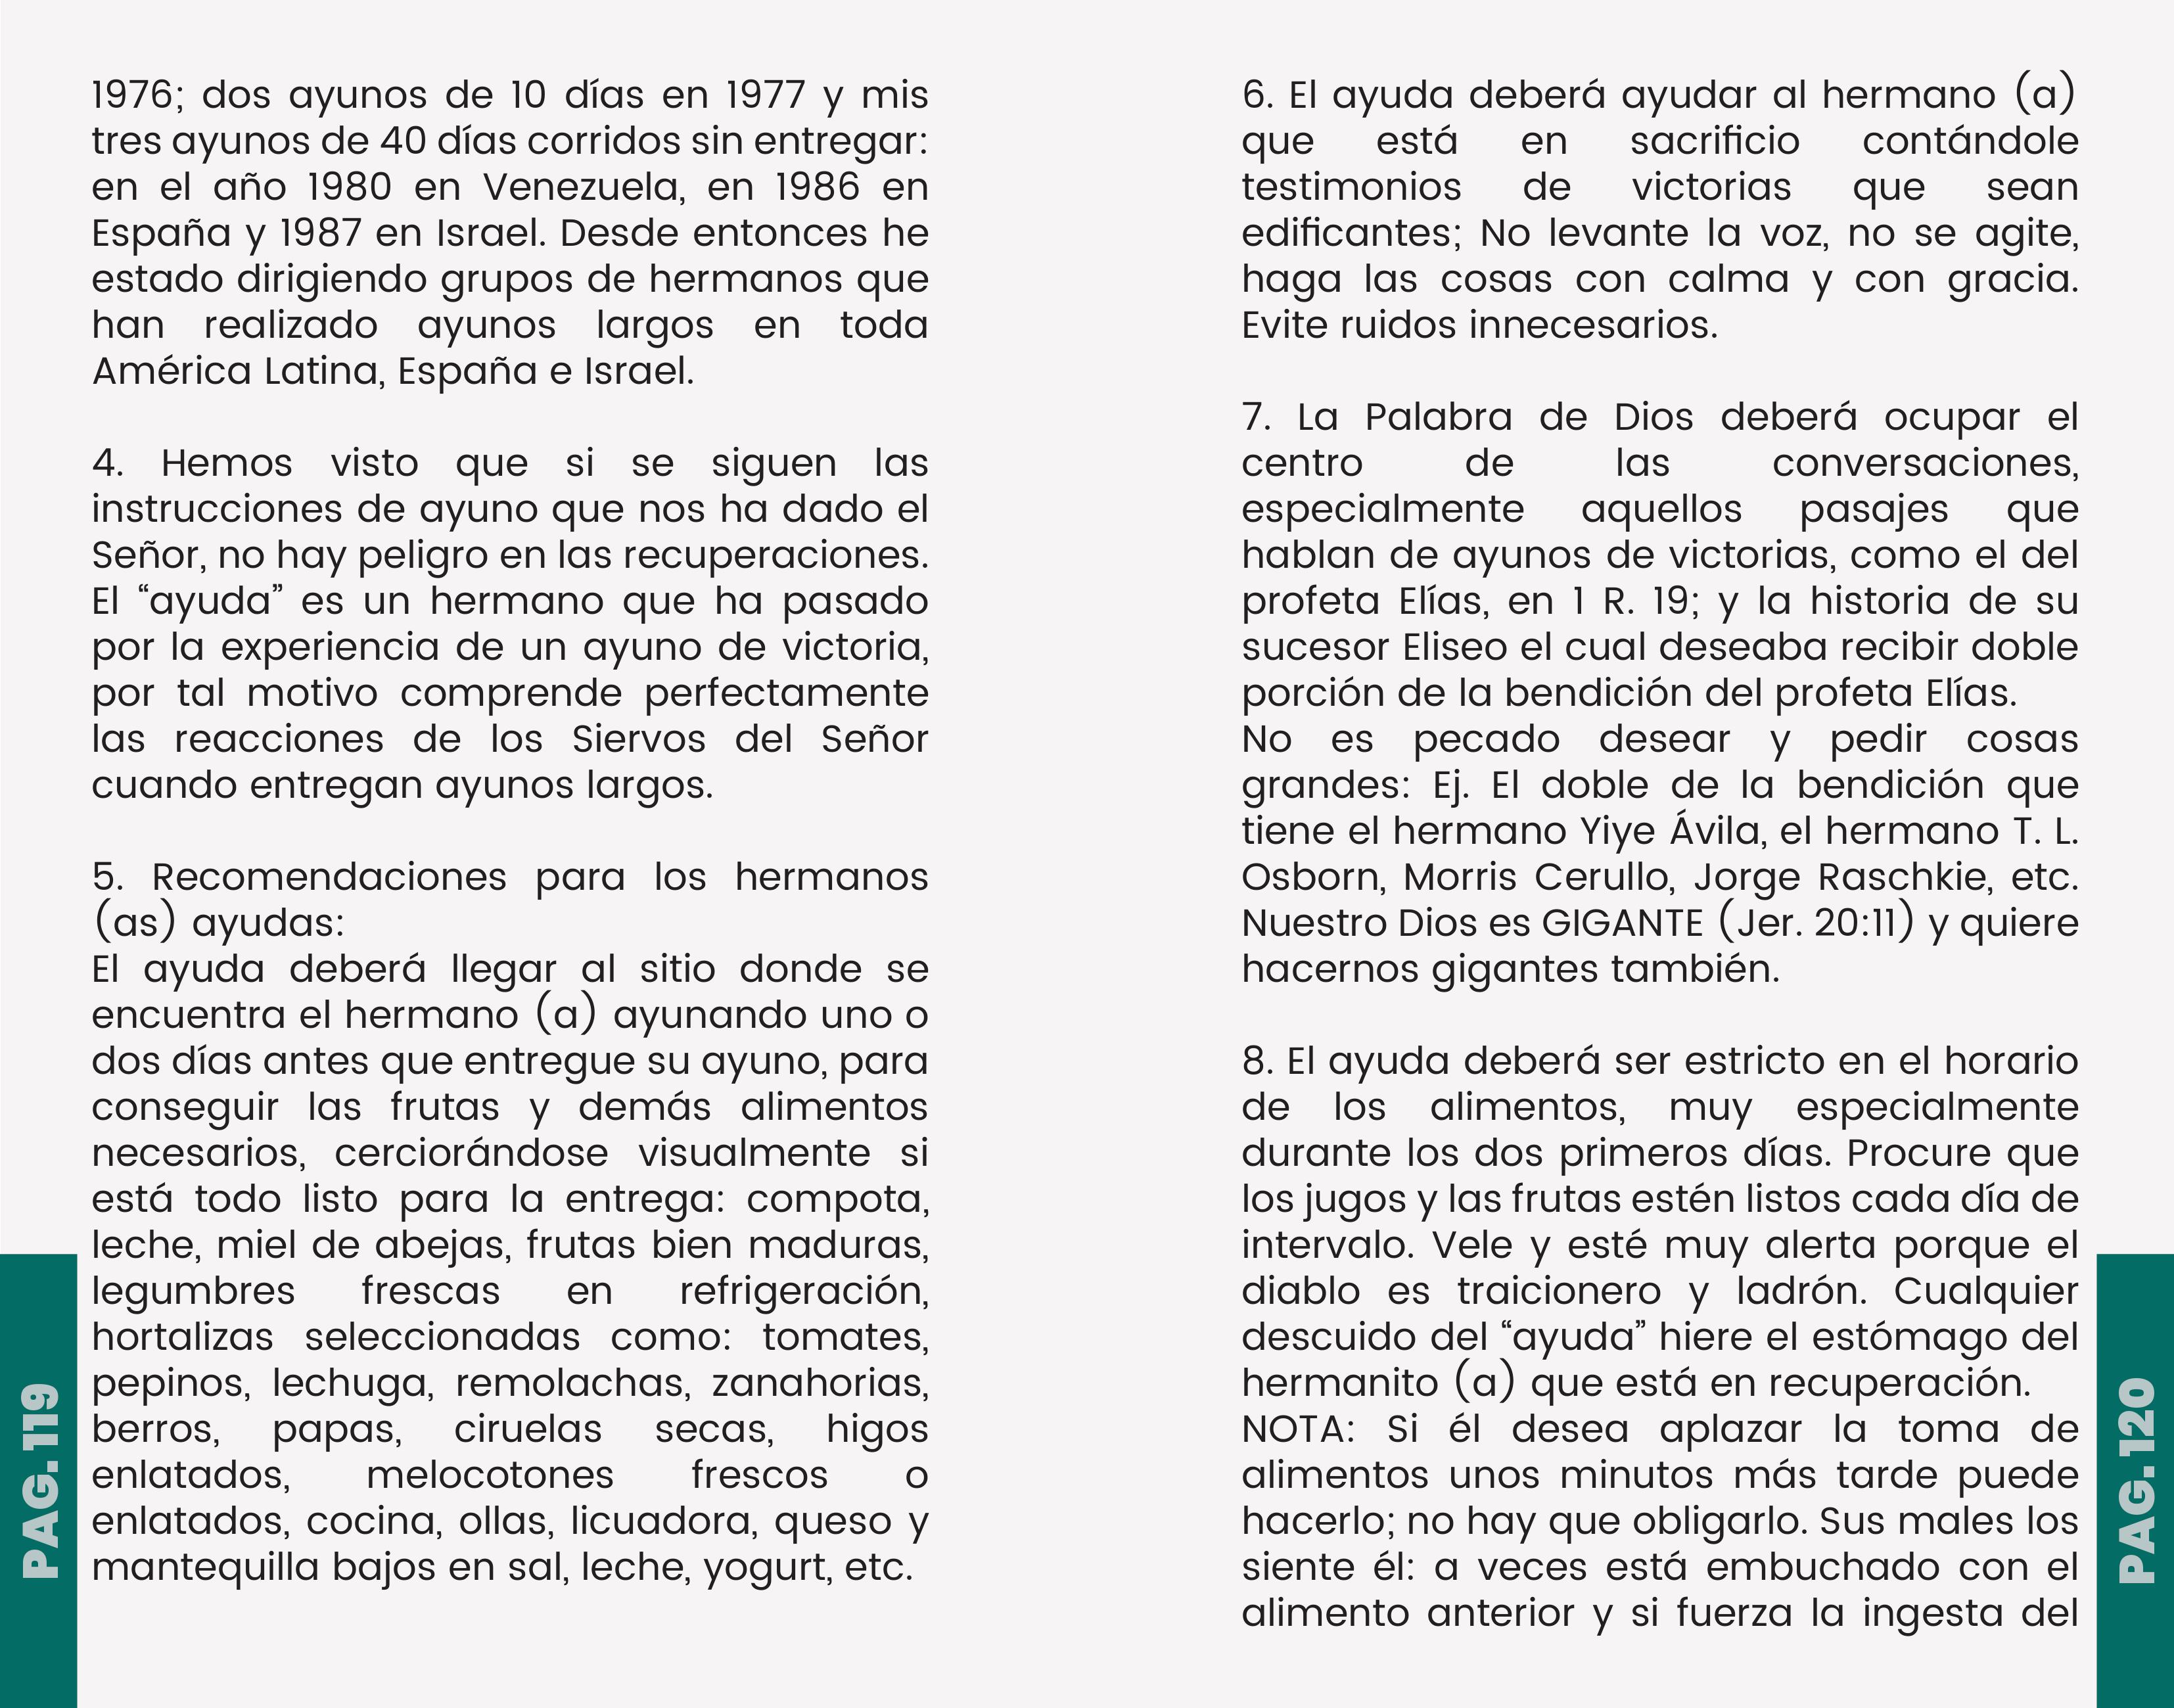 1976; dos ayunos de 10 días en 1977 y mis
tres ayunos de 40 días corridos sin entregar:
en el año 1980 en Venezuela, en 1986 en
España y 1987 en Israel. Desde entonces he
estado dirigiendo grupos de hermanos que
han realizado ayunos largos en toda
América Latina, España e Israel.
4. Hemos visto que si se siguen las
instrucciones de ayuno que nos ha dado el
Señor, no hay peligro en las recuperaciones.
El “ayuda” es un hermano que ha pasado
por la experiencia de un ayuno de victoria,
por tal motivo comprende perfectamente
las reacciones de los Siervos del Señor
cuando entregan ayunos largos.
5. Recomendaciones para los hermanos
(as) ayudas:
El ayuda deberá llegar al sitio donde se
encuentra el hermano (a) ayunando uno o
dos días antes que entregue su ayuno, para
conseguir las frutas y demás alimentos
necesarios, cerciorándose visualmente si
está todo listo para la entrega: compota,
leche, miel de abejas, frutas bien maduras,
legumbres frescas en refrigeración,
hortalizas seleccionadas como: tomates,
pepinos, lechuga, remolachas, zanahorias,
berros, papas, ciruelas secas, higos
enlatados, melocotones frescos o
enlatados, cocina, ollas, licuadora, queso y
mantequilla bajos en sal, leche, yogurt, etc.
PAG. 119
6. El ayuda deberá ayudar al hermano (a)
que está en sacrificio contándole
testimonios de victorias que sean
edificantes; No levante la voz, no se agite,
haga las cosas con calma y con gracia.
Evite ruidos innecesarios.
7. La Palabra de Dios deberá ocupar el
centro de las conversaciones,
especialmente aquellos pasajes que
hablan de ayunos de victorias, como el del
profeta Elías, en 1 R. 19; y la historia de su
sucesor Eliseo el cual deseaba recibir doble
porción de la bendición del profeta Elías.
No es pecado desear y pedir cosas
grandes: Ej. El doble de la bendición que
tiene el hermano Yiye Ávila, el hermano T. L.
Osborn, Morris Cerullo, Jorge Raschkie, etc.
Nuestro Dios es GIGANTE (Jer. 20:11) y quiere
hacernos gigantes también.
8. El ayuda deberá ser estricto en el horario
de los alimentos, muy especialmente
durante los dos primeros días. Procure que
los jugos y las frutas estén listos cada día de
intervalo. Vele y esté muy alerta porque el
diablo es traicionero y ladrón. Cualquier
descuido del “ayuda” hiere el estómago del
hermanito (a) que está en recuperación.
NOTA: Si él desea aplazar la toma de
alimentos unos minutos más tarde puede
hacerlo; no hay que obligarlo. Sus males los
siente él: a veces está embuchado con el
alimento anterior y si fuerza la ingesta del
PAG. 120